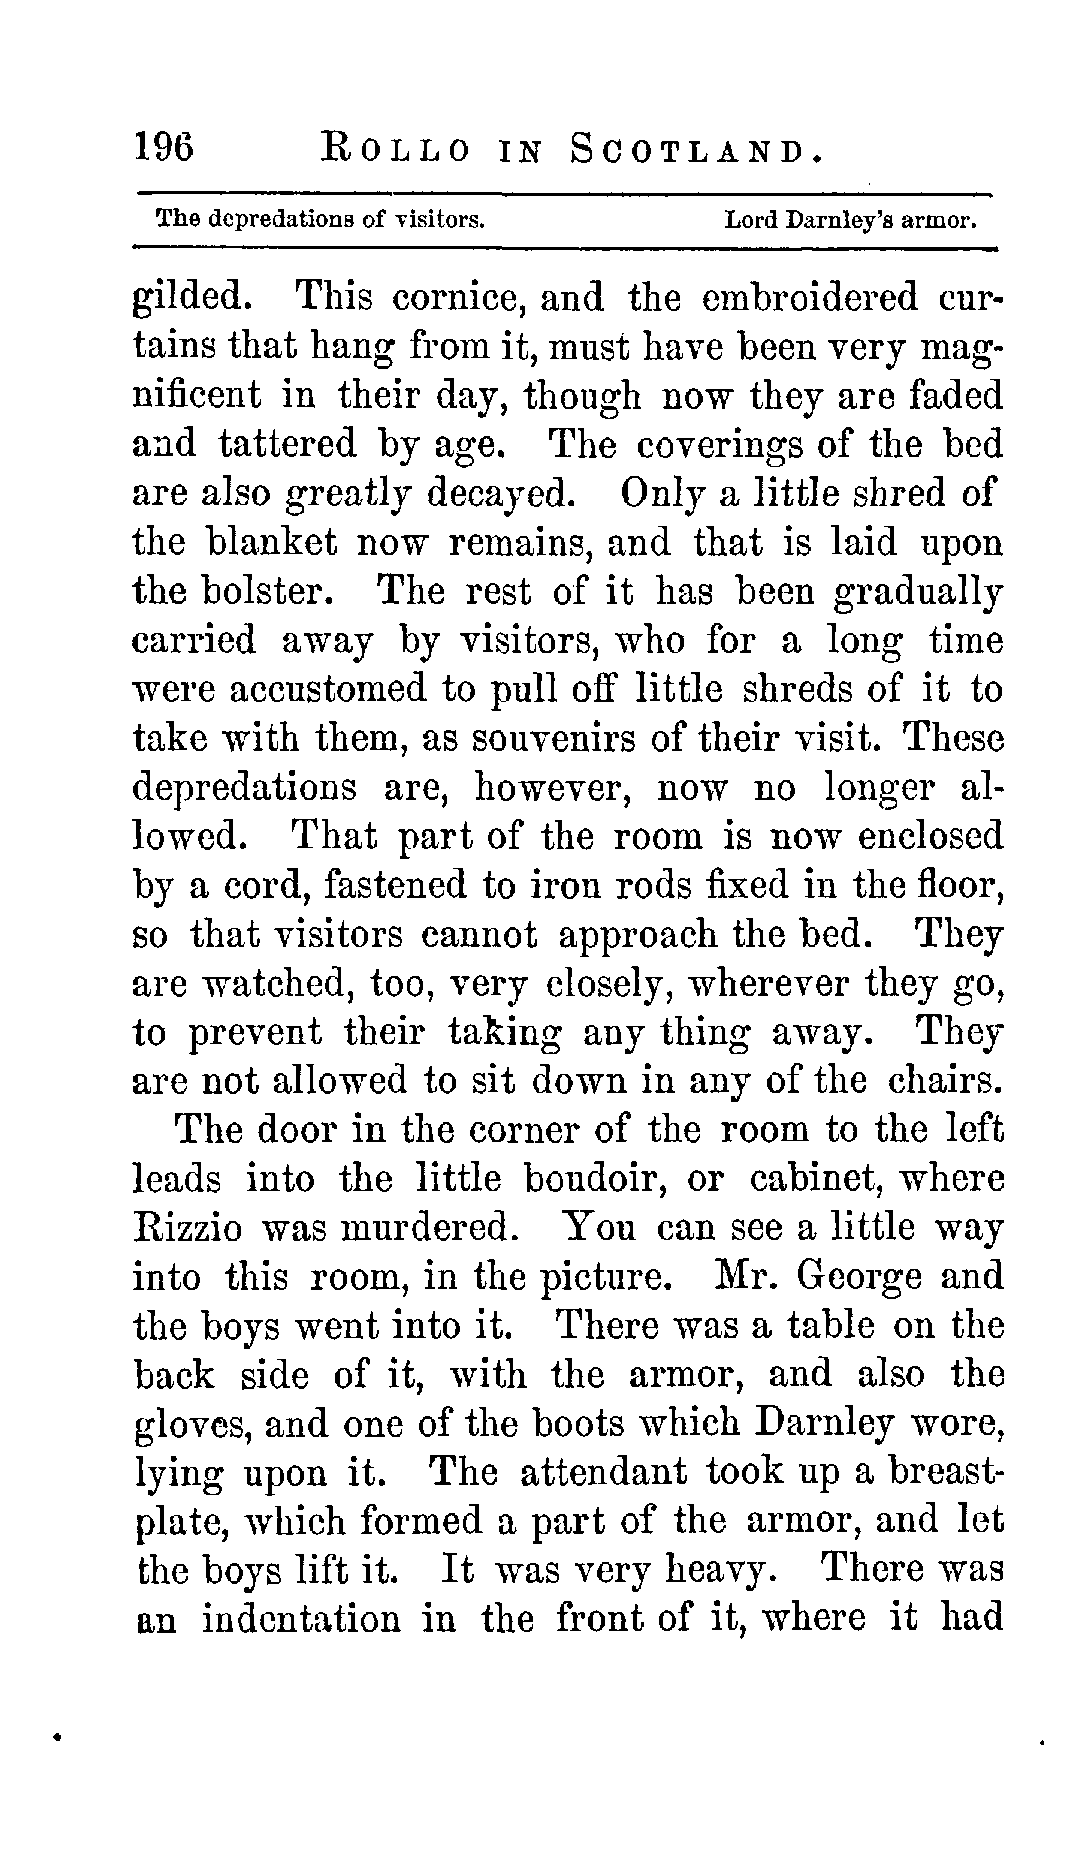 196 ROLLO IN SCOTLAND.
The depredations of visitors. Lord Darnley's armor.
gilded. This cornice, and the embroidered cur-
tains that hang from it, must have been very mag-
nificent in their day, though now they are faded
and tattered by age. The coverings of the bed
are also greatly decayed. Only a little shred of
the blanket now remains, and that is laid upon
the bolster. The rest of it has been gradually
carried away by visitors, who for a long time
were accustomed to pull off little shreds of it to
take with them, as souvenirs of their visit. These
depredations are, however, now no longer al-
lowed. That part of the room is now enclosed
by a cord, fastened to iron rods fixed in the floor,
so that visitors cannot approach the bed. They
are watched, too, very closely, wherever they go,
to prevent their taking any thing away. They
are not allowed to sit down in any of the chairs.
The door in the corner of the room to the left
leads into the little boudoir, or cabinet, where
Rizzio was murdered. You can see a little way
into this room, in the picture. Mr. George and
the boys went into it. There was a table on the
back side of it, with the armor, and also the
gloves, and one of the boots which Darnley wore,
lying upon it. The attendant took up a breast-
plate, which formed a part of the armor, and let
the boys lift it. It was very heavy. There was
an indentation in the front of it, where it had